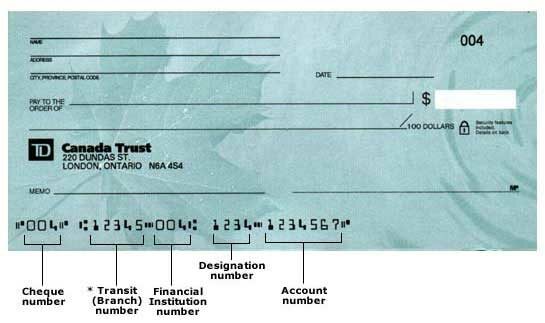 004
NAME
ADDRESS
CITY, PROVINCE, POSTAL CODE
DATE
PAY TO THE
ORDER OF
$
/100 DOLLARS
Security features
included.
Details on back.
TD Canada Trust
220 DUNDAS ST.
LONDON, ONTARIO N6A 4S4
MEMO
MP
⑈004⑈ ⑆12345⑉004⑆ 1234⑉1234567⑈
Cheque
number
* Transit
(Branch)
number
Financial
Institution
number
Designation
number
Account
number